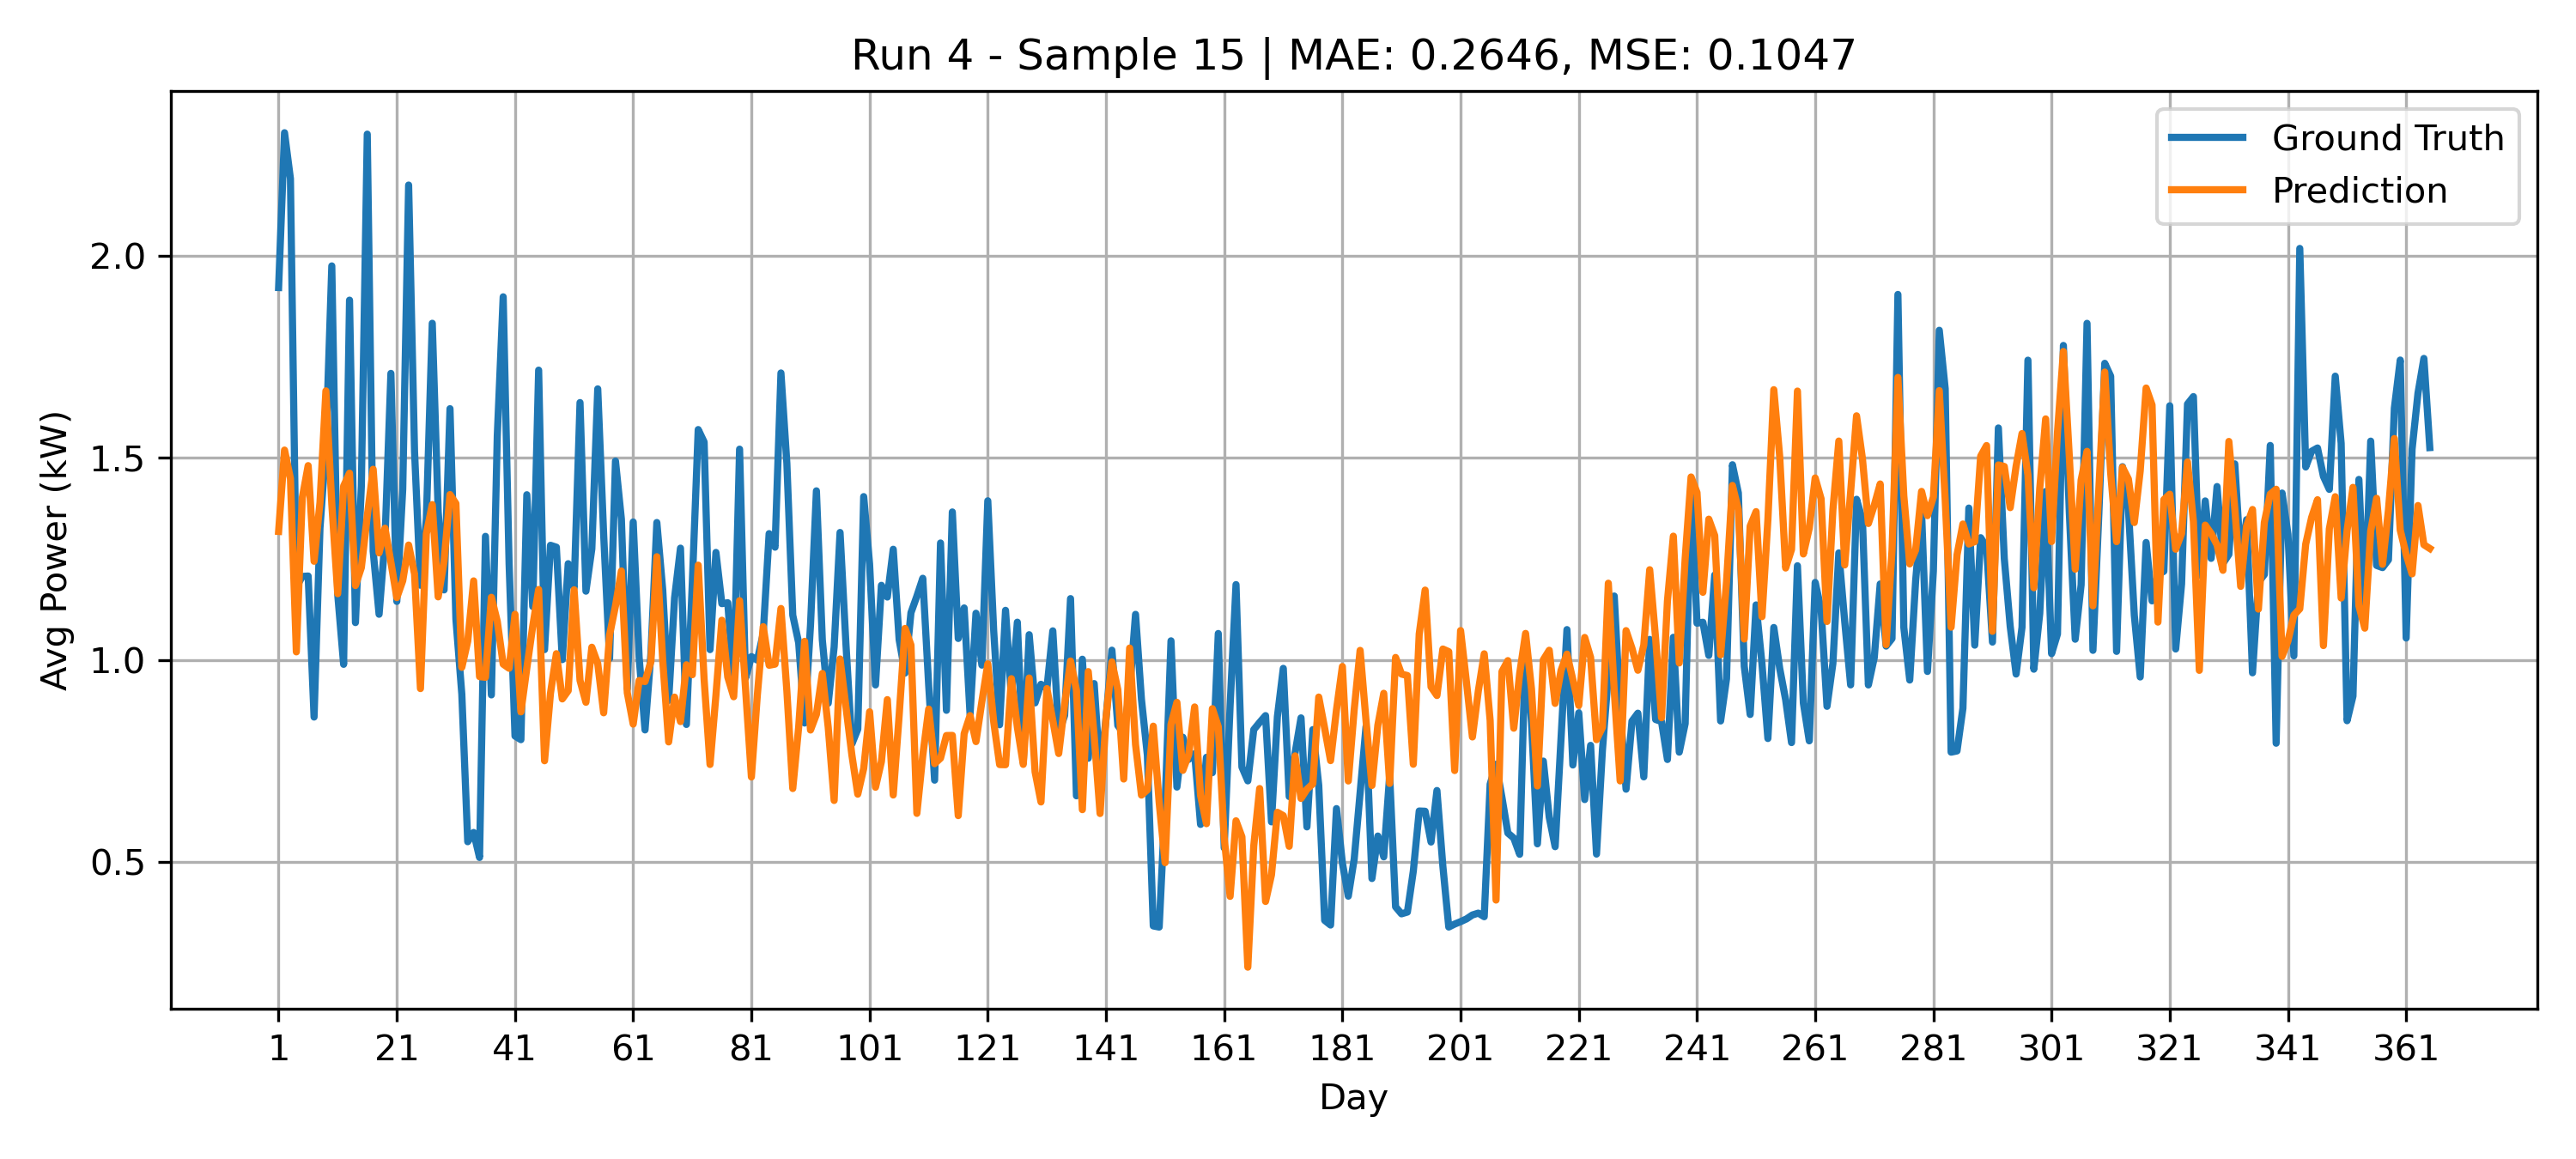 Run 4 - Sample 15 | MAE: 0.2646, MSE: 0.1047
Ground Truth
Prediction
Avg Power (kW)
2.0
1.5
1.0
0.5
1 21 41 61 81 101 121 141 161 181 201 221 241 261 281 301 321 341 361
Day